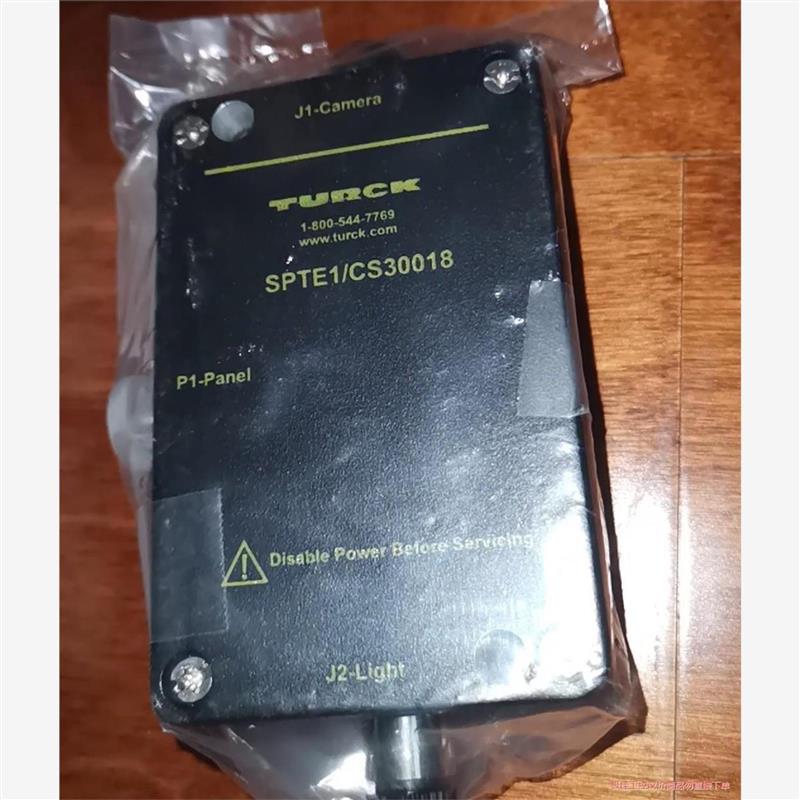 J1-Camera
TURCK
1-800-544-7769
www.turck.com
SPTE1/CS30018
P1-Panel
Disable Power Before Servicing
J2-Light